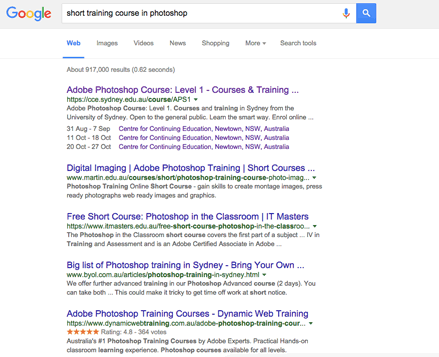 Google short training course in photoshop
Web Images Videos News Shopping More Search tools
About 917,000 results (0.62 seconds)
Adobe Photoshop Course: Level 1 - Courses & Training ...
https://cce.sydney.edu.au/course/APS1
Adobe Photoshop Course: Level 1. Courses and training in Sydney from the
University of Sydney. Open to the general public. Learn the smart way. Enrol online ...
31 Aug - 7 Sep Centre for Continuing Education, Newtown, NSW, Australia
11 Oct - 18 Oct Centre for Continuing Education, Newtown, NSW, Australia
20 Oct - 27 Oct Centre for Continuing Education, Newtown, NSW, Australia
Digital Imaging | Adobe Photoshop Training | Short Courses ...
www.martin.edu.au/courses/short/photoshop-training-course-photo-imag...
Photoshop Training Online Short Course - gain skills to create montage images, press
ready photographs web ready images and graphics.
Free Short Course: Photoshop in the Classroom | IT Masters
https://www.itmasters.edu.au/free-short-course-photoshop-in-the-classroo...
The Photoshop in the Classroom short course covers the first part of a subject ... IV in
Training and Assessment and is an Adobe Certified Associate in Adobe ...
Big list of Photoshop training in Sydney - Bring Your Own ...
www.byol.com.au/articles/photoshop-training-in-sydney.html
We offer further advanced training in our Photoshop Advanced course (2 days). You
can take both ... This could make it tricky to get time off work at short notice.
Adobe Photoshop Training Courses - Dynamic Web Training
https://www.dynamicwebtraining.com.au/adobe-photoshop-training-cour...
Rating: 4.8 - 364 votes
Australia's #1 Photoshop Training Courses by Adobe Experts. Practical Hands-on
classroom learning experience. Photoshop courses available for all levels.